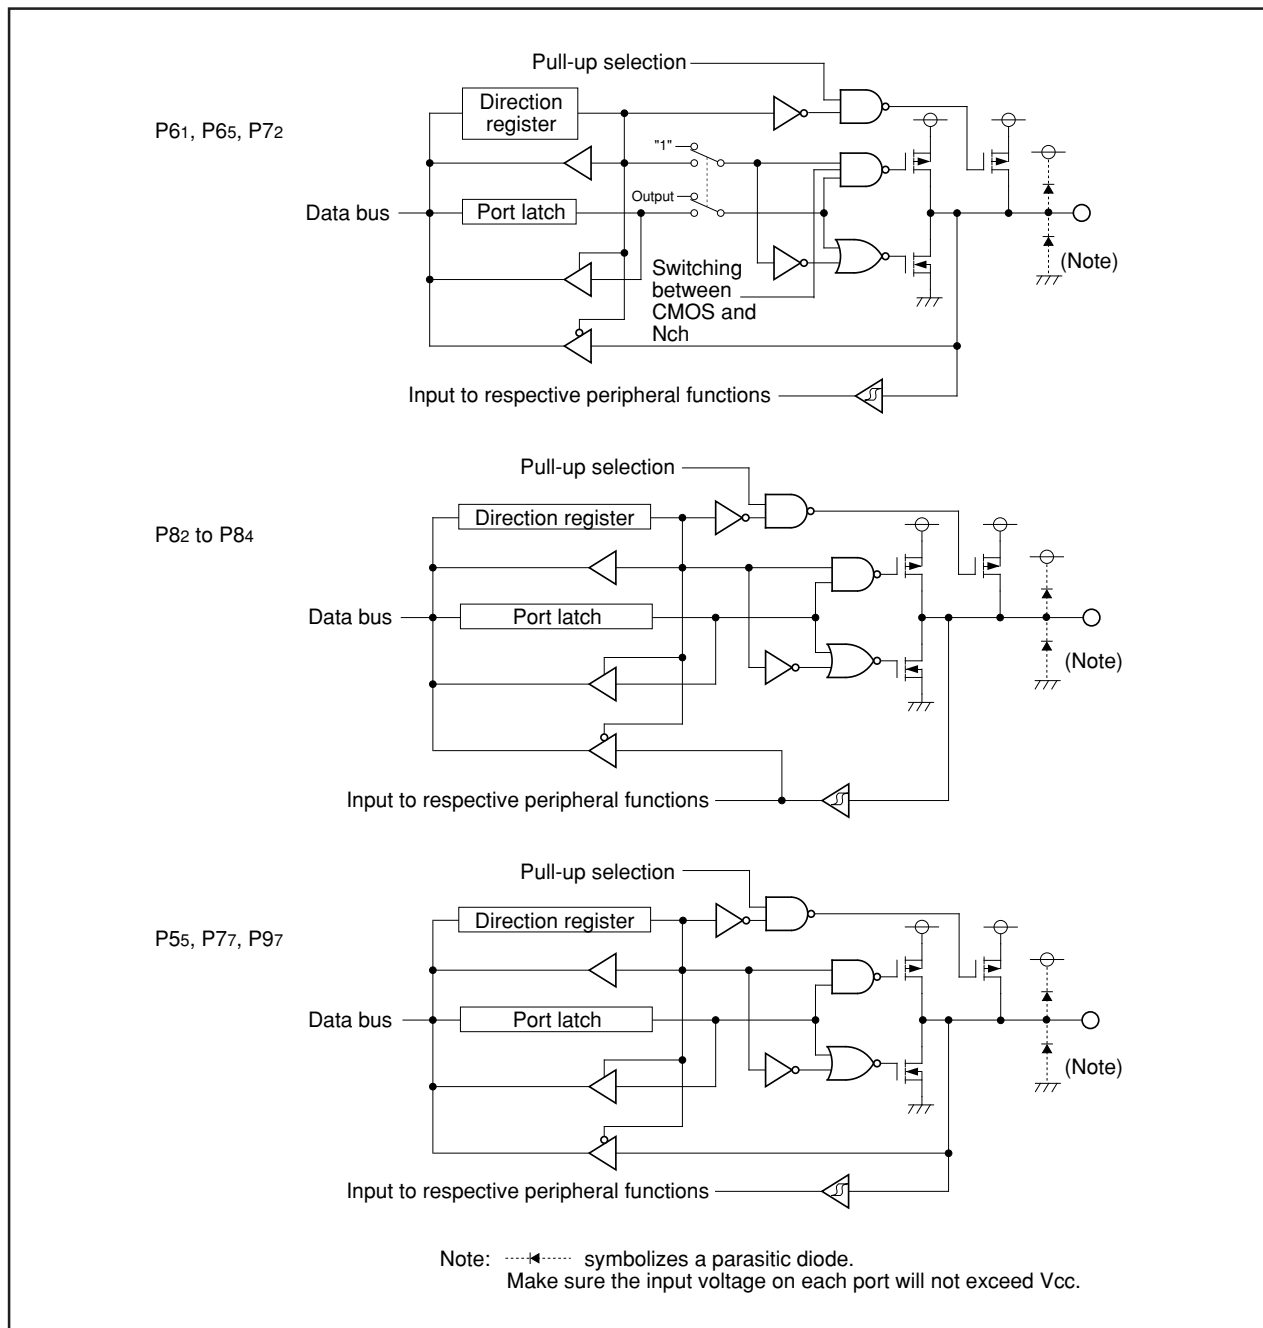 Pull-up selection
Direction
register
P61, P65, P72
"1"
Output
Data bus
Port latch
Switching
between
CMOS and
Nch
(Note)
Input to respective peripheral functions
Pull-up selection
Direction register
P82 to P84
Data bus
Port latch
(Note)
Input to respective peripheral functions
Pull-up selection
Direction register
P55, P77, P97
Data bus
Port latch
(Note)
Input to respective peripheral functions
Note: symbolizes a parasitic diode.
Make sure the input voltage on each port will not exceed Vcc.